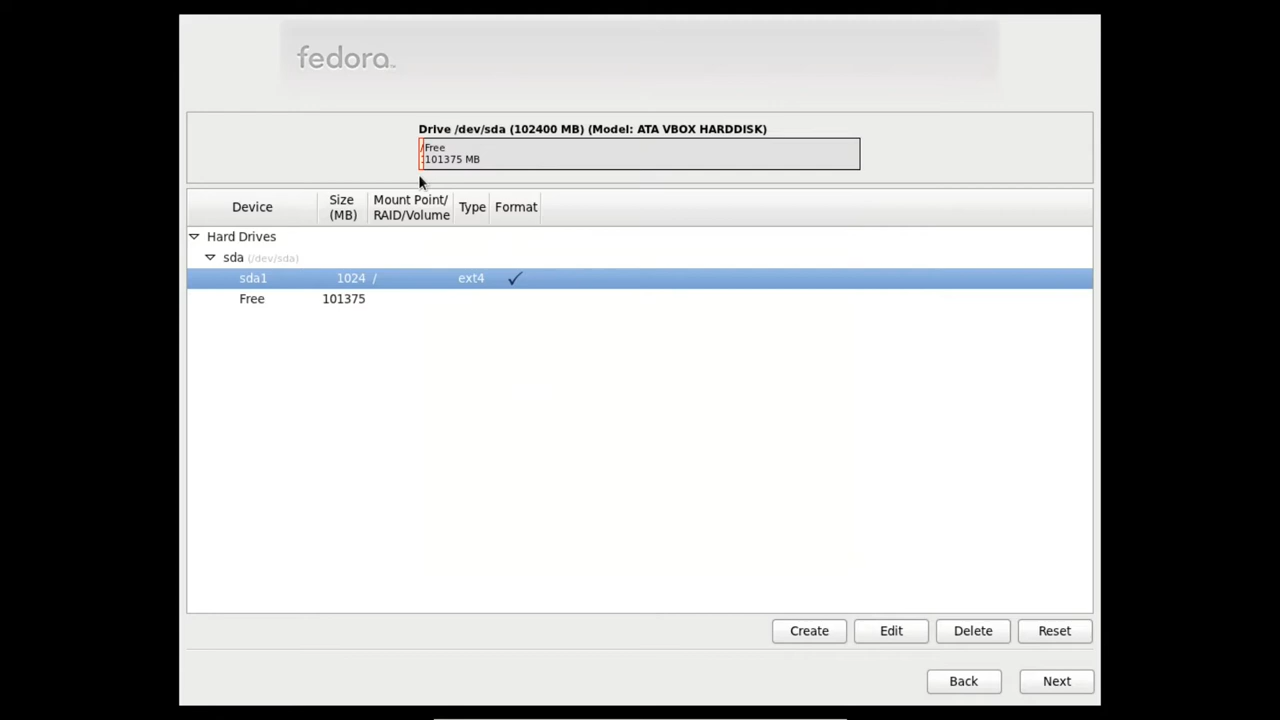 fedora
Drive /dev/sda (102400 MB) (Model: ATA VBOX HARDDISK)
/ Free
101375 MB
Device Size (MB) Mount Point/ RAID/Volume Type Format
Hard Drives
sda (/dev/sda)
sda1 1024 / ext4 ✓
Free 101375
Create Edit Delete Reset
Back Next